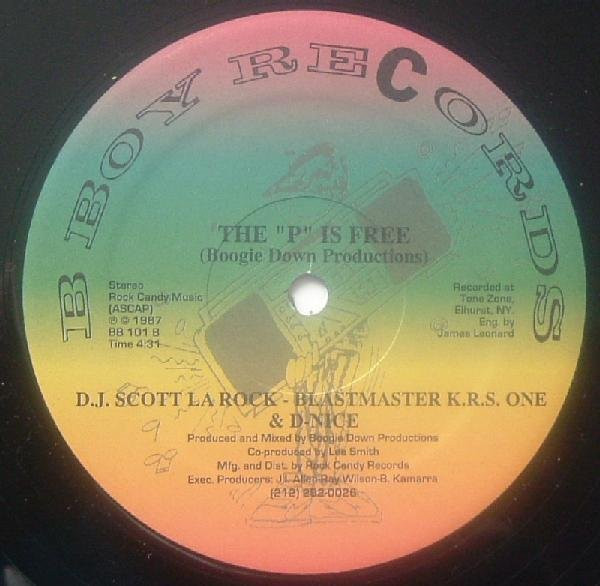 B BOY RECORDS
THE "P" IS FREE
(Boogie Down Productions)
Stereo
Rock Candy Music
(ASCAP)
℗ © 1987
BB 101 B
Time 4:31
Recorded at
Tone Zone,
Elhurst, NY.
Eng. by
James Leonard
D.J. SCOTT LA ROCK - BLASTMASTER K.R.S. ONE
& D-NICE
Produced and Mixed by Boogie Down Productions
Co-produced by Lee Smith
Mfg. and Dist. by Rock Candy Records
Exec. Producers: J. Allen-Ray Wilson-B. Kamarra
(212) 292-0026